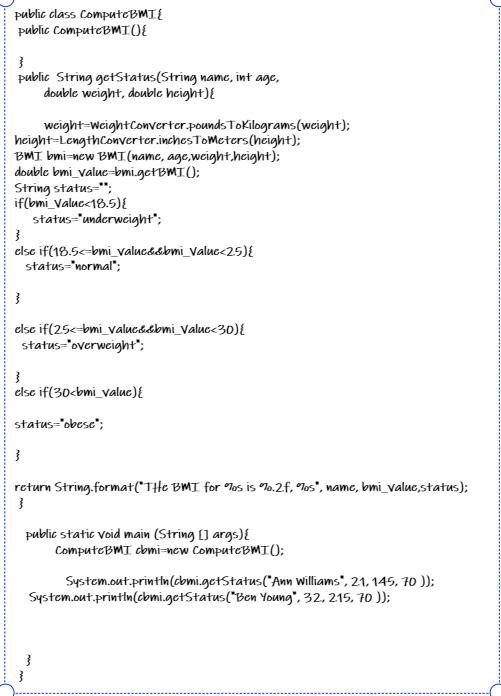 public class ComputeBMI{
public ComputeBMI(){
}
public String getStatus(String name, int age,
double weight, double height){
weight=WeightConverter.poundsToKilograms(weight);
height=LengthConverter.inchesToMeters(height);
BMI bmi=new BMI(name, age,weight,height);
double bmi_value=bmi.getBMI();
String status="";
if(bmi_value<18.5){
status="underweight";
}
else if(18.5<=bmi_value&&bmi_value<25){
status="normal";
}
else if(25<=bmi_value&&bmi_value<30){
status="overweight";
}
else if(30<bmi_value){
status="obese";
}
return String.format("THe BMI for %s is %.2f, %s", name, bmi_value,status);
}
public static void main (String [] args){
ComputeBMI cbmi=new ComputeBMI();
System.out.println(cbmi.getStatus("Ann Williams", 21, 145, 70 ));
System.out.println(cbmi.getStatus("Ben Young", 32, 215, 70 ));
}
}